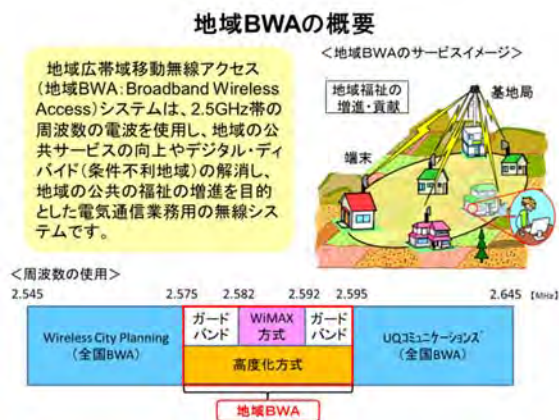 地域BWAの概要
地域広帯域移動無線アクセス
(地域BWA:Broadband Wireless
Access)システムは、2.5GHz帯の
周波数の電波を使用し、地域の公
共サービスの向上やデジタル・ディ
バイド(条件不利地域)の解消し、
地域の公共の福祉の増進を目的
とした電気通信業務用の無線シス
テムです。
<地域BWAのサービスイメージ>
地域福祉の
増進・貢献
基地局
端末
<周波数の使用>
2.545 2.575 2.582 2.592 2.595 2.645 【MHz】
Wireless City Planning
(全国BWA)
ガード
バンド
WiMAX
方式
ガード
バンド
高度化方式
UQコミュニケーションズ
(全国BWA)
地域BWA